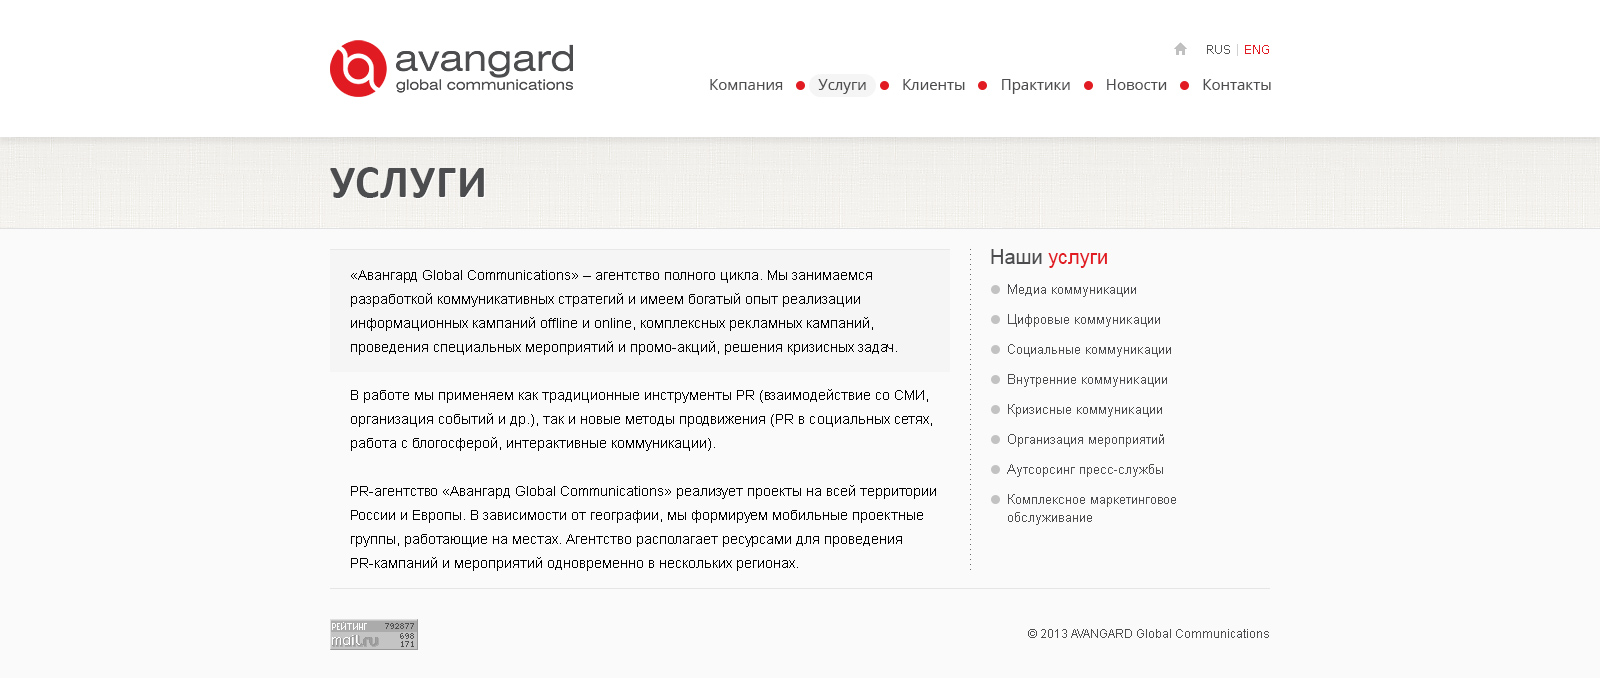 avangard
global communications
RUS | ENG
Компания Услуги Клиенты Практики Новости Контакты
УСЛУГИ
«Авангард Global Communications» – агентство полного цикла. Мы занимаемся
разработкой коммуникативных стратегий и имеем богатый опыт реализации
информационных кампаний offline и online, комплексных рекламных кампаний,
проведения специальных мероприятий и промо-акций, решения кризисных задач.
В работе мы применяем как традиционные инструменты PR (взаимодействие со СМИ,
организация событий и др.), так и новые методы продвижения (PR в социальных сетях,
работа с блогосферой, интерактивные коммуникации).
PR-агентство «Авангард Global Communications» реализует проекты на всей территории
России и Европы. В зависимости от географии, мы формируем мобильные проектные
группы, работающие на местах. Агентство располагает ресурсами для проведения
PR-кампаний и мероприятий одновременно в нескольких регионах.
Наши услуги
Медиа коммуникации
Цифровые коммуникации
Социальные коммуникации
Внутренние коммуникации
Кризисные коммуникации
Организация мероприятий
Аутсорсинг пресс-службы
Комплексное маркетинговое
обслуживание
РЕЙТИНГ 792877
mail.ru 698
171
© 2013 AVANGARD Global Communications